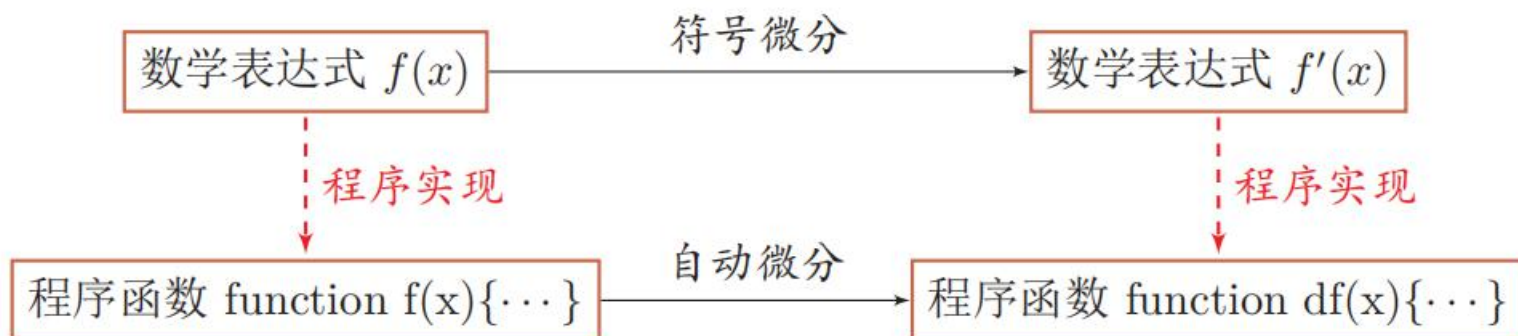 符号微分
数学表达式 f(x)
数学表达式 f′(x)
程序实现
程序实现
自动微分
程序函数 function f(x){···}
程序函数 function df(x){···}